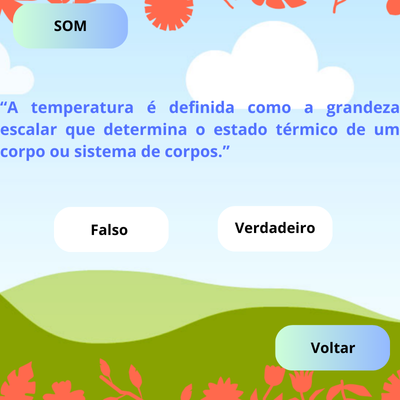 SOM
“A temperatura é definida como a grandeza
escalar que determina o estado térmico de um
corpo ou sistema de corpos.”
Falso
Verdadeiro
Voltar